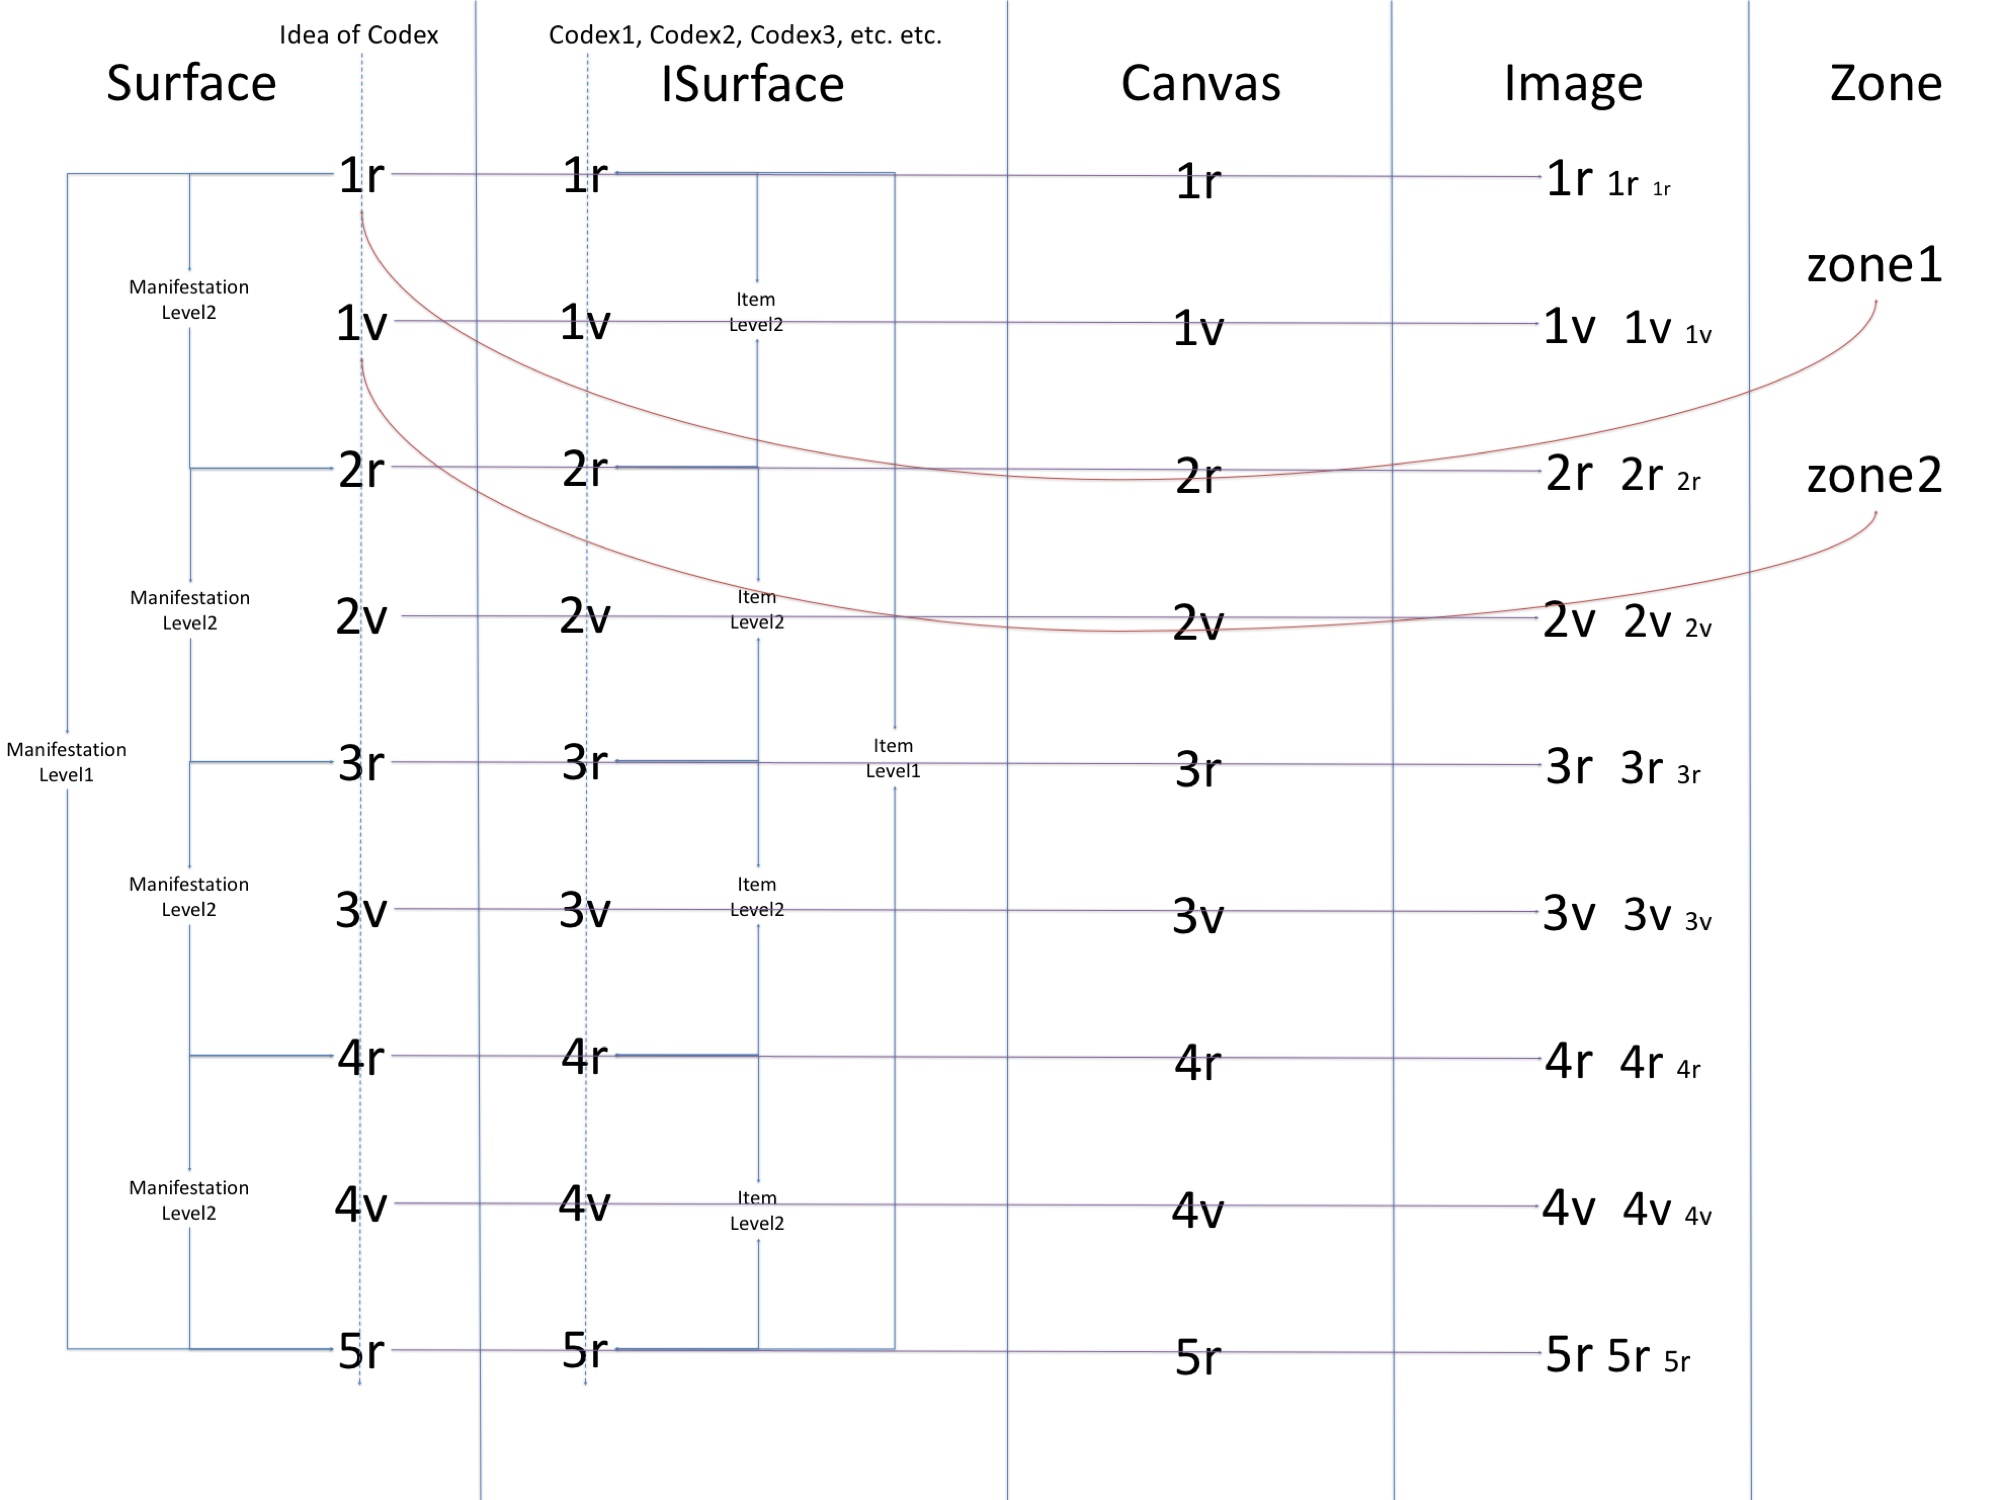 Idea of Codex
Codex1, Codex2, Codex3, etc. etc.
Surface
ISurface
Canvas
Image
Zone
1r 1r 1r 1r 1r 1r
zone1
Manifestation
Level2
Item
Level2
1v 1v 1v 1v 1v 1v
2r 2r 2r 2r 2r 2r
zone2
Manifestation
Level2
Item
Level2
2v 2v 2v 2v 2v 2v
Manifestation
Level1
Item
Level1
3r 3r 3r 3r 3r 3r
Manifestation
Level2
Item
Level2
3v 3v 3v 3v 3v 3v
4r 4r 4r 4r 4r 4r
Manifestation
Level2
Item
Level2
4v 4v 4v 4v 4v 4v
5r 5r 5r 5r 5r 5r